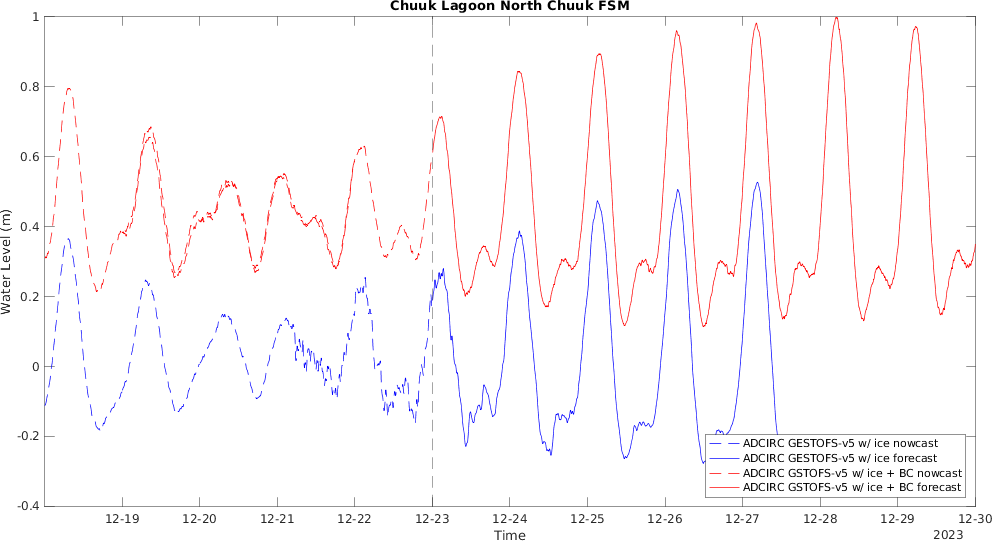 Chuuk Lagoon North Chuuk FSM
Water Level (m)
1
0.8
0.6
0.4
0.2
0
-0.2
-0.4
ADCIRC GESTOFS-v5 w/ ice nowcast
ADCIRC GESTOFS-v5 w/ ice forecast
ADCIRC GSTOFS-v5 w/ ice + BC nowcast
ADCIRC GSTOFS-v5 w/ ice + BC forecast
12-19 12-20 12-21 12-22 12-23 12-24 12-25 12-26 12-27 12-28 12-29 12-30
Time
2023